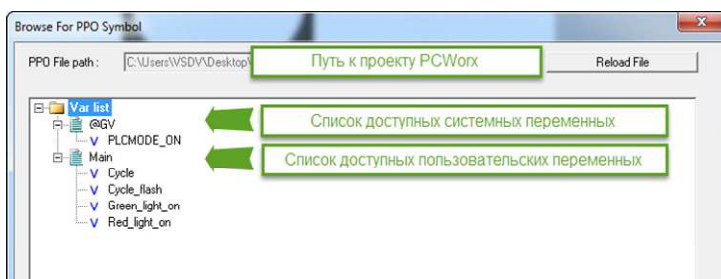 Browse For PPO Symbol
PPO File path :
C:\Users\VSDV\Desktop\
Путь к проекту PCWorx
Reload File
Var list
@GV
Список доступных системных переменных
V PLCMODE_ON
Main
Список доступных пользовательских переменных
V Cycle
V Cycle_flash
V Green_light_on
V Red_light_on